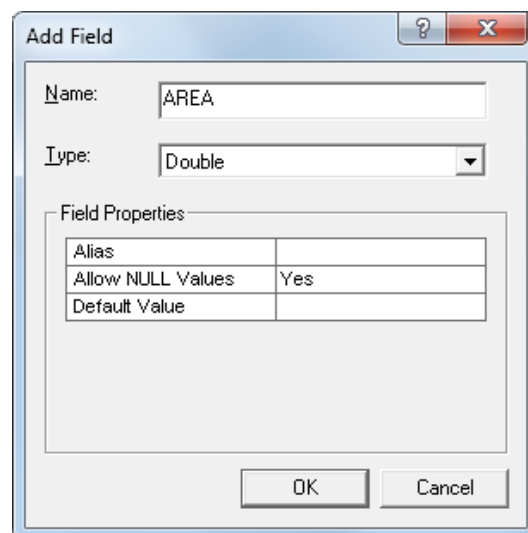 Add Field
Name: AREA
Type: Double
Field Properties
Alias
Allow NULL Values Yes
Default Value
OK Cancel